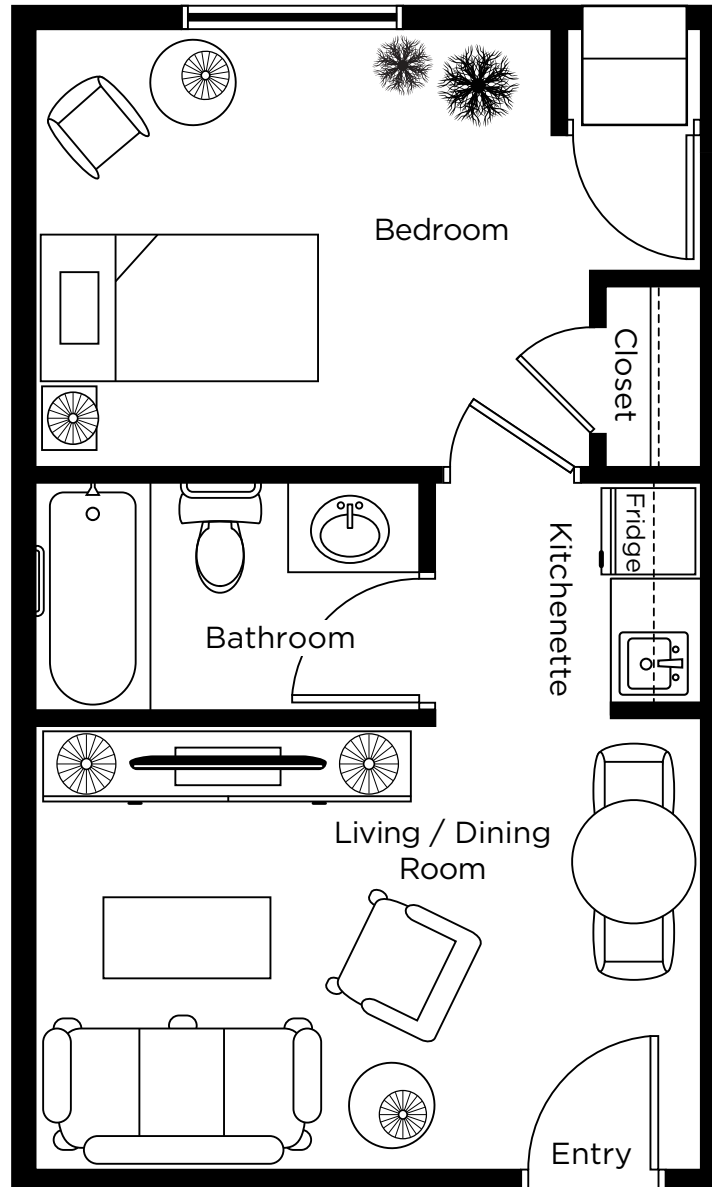 Bedroom
Closet
Fridge
Kitchenette
Bathroom
Living / Dining
Room
Entry